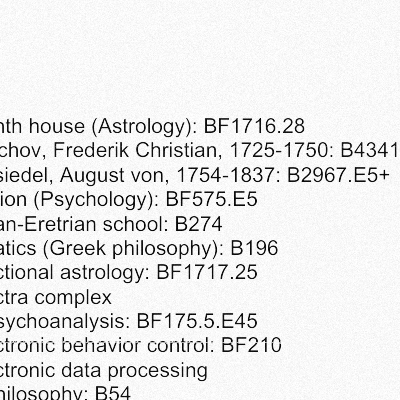 nth house (Astrology): BF1716.28
chov, Frederik Christian, 1725-1750: B4341
siedel, August von, 1754-1837: B2967.E5+
ion (Psychology): BF575.E5
an-Eretrian school: B274
atics (Greek philosophy): B196
ctional astrology: BF1717.25
ctra complex
sychoanalysis: BF175.5.E45
ctronic behavior control: BF210
ctronic data processing
hilosophy: B54